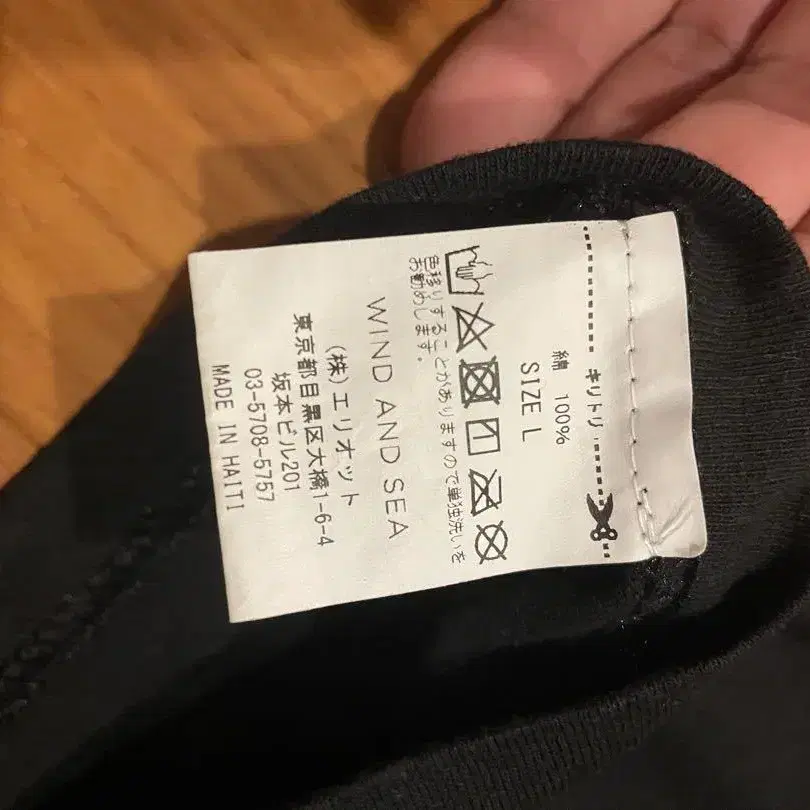 キリトリ
綿 100%
SIZE L
色移りすることがありますので単独洗いを
お勧めします。
WIND AND SEA
(株)エリオット
東京都目黒区大橋1-6-4
坂本ビル201
03-5708-5757
MADE IN HAITI